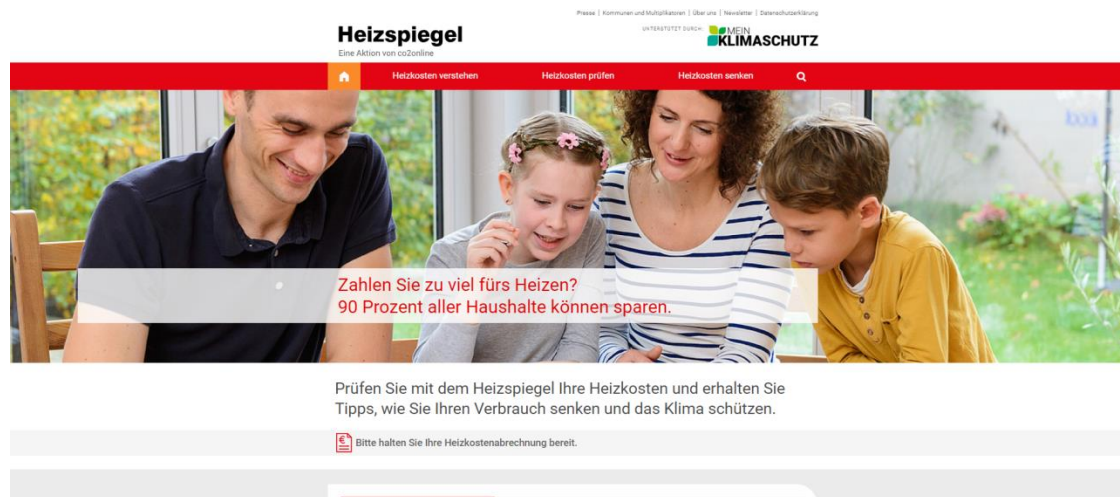 Presse | Kommunen und Multiplikatoren | Über uns | Newsletter | Datenschutzerklärung
Heizspiegel
Eine Aktion von co2online
UNTERSTÜTZT DURCH:
MEIN
KLIMASCHUTZ
Heizkosten verstehen
Heizkosten prüfen
Heizkosten senken
Zahlen Sie zu viel fürs Heizen?
90 Prozent aller Haushalte können sparen.
Prüfen Sie mit dem Heizspiegel Ihre Heizkosten und erhalten Sie
Tipps, wie Sie Ihren Verbrauch senken und das Klima schützen.
€
Bitte halten Sie Ihre Heizkostenabrechnung bereit.